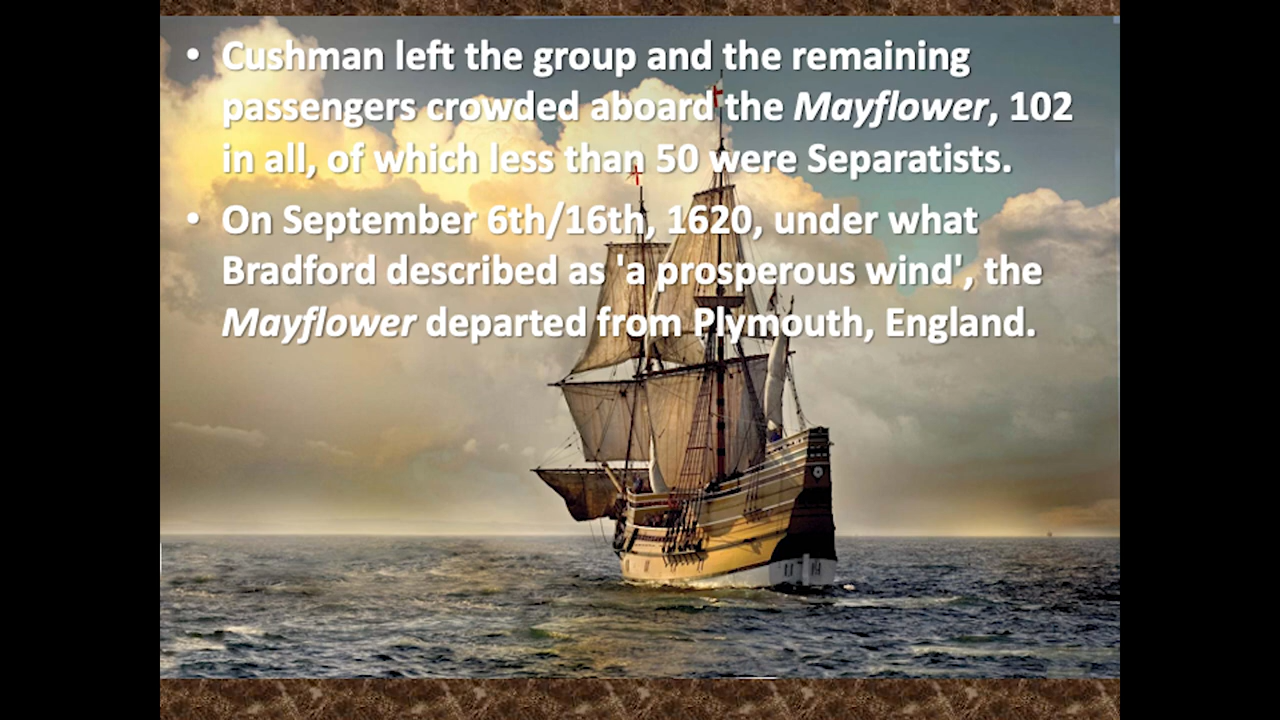 • Cushman left the group and the remaining
passengers crowded aboard the Mayflower, 102
in all, of which less than 50 were Separatists.
• On September 6th/16th, 1620, under what
Bradford described as 'a prosperous wind', the
Mayflower departed from Plymouth, England.